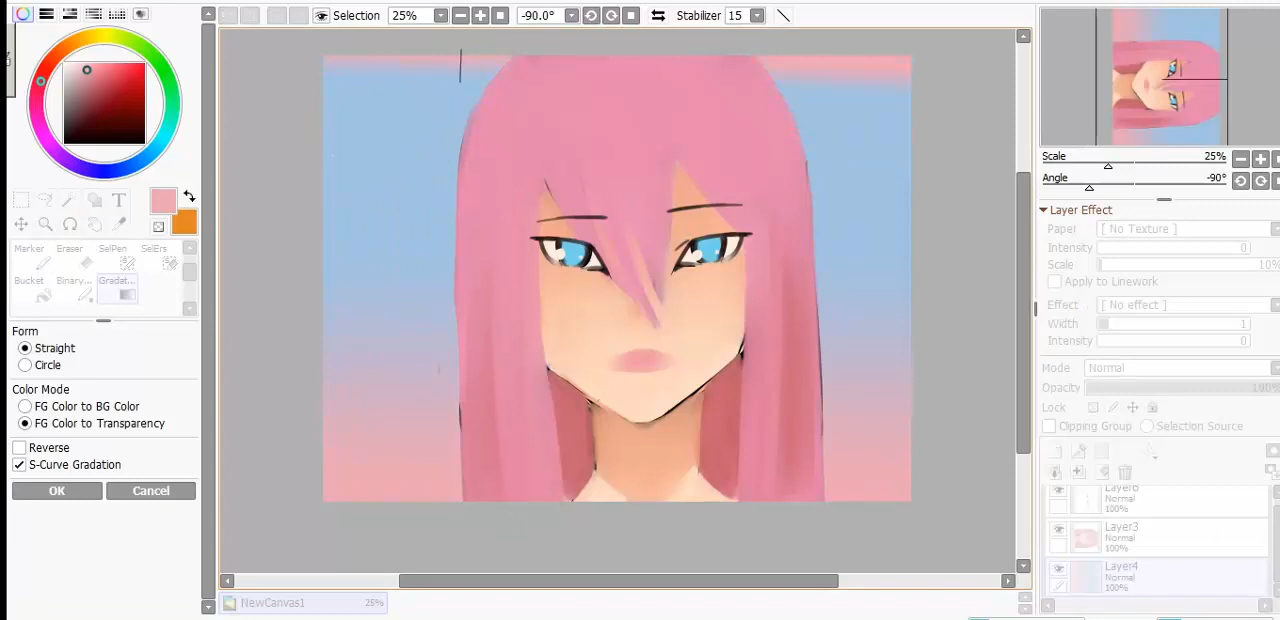 Selection 25% -90.0° Stabilizer 15
T
Marker Eraser SelPen SelErs
Bucket Binary... Gradat...
Form
Straight
Circle
Color Mode
FG Color to BG Color
FG Color to Transparency
Reverse
S-Curve Gradation
OK Cancel
NewCanvas1 25%
Scale 25%
Angle -90°
Layer Effect
Paper [ No Texture ]
Intensity 0
Scale 10%
Apply to Linework
Effect [ No effect ]
Width 1
Intensity 0
Mode Normal
Opacity 100%
Lock
Clipping Group Selection Source
Layer6
Normal
100%
Layer3
Normal
100%
Layer4
Normal
100%